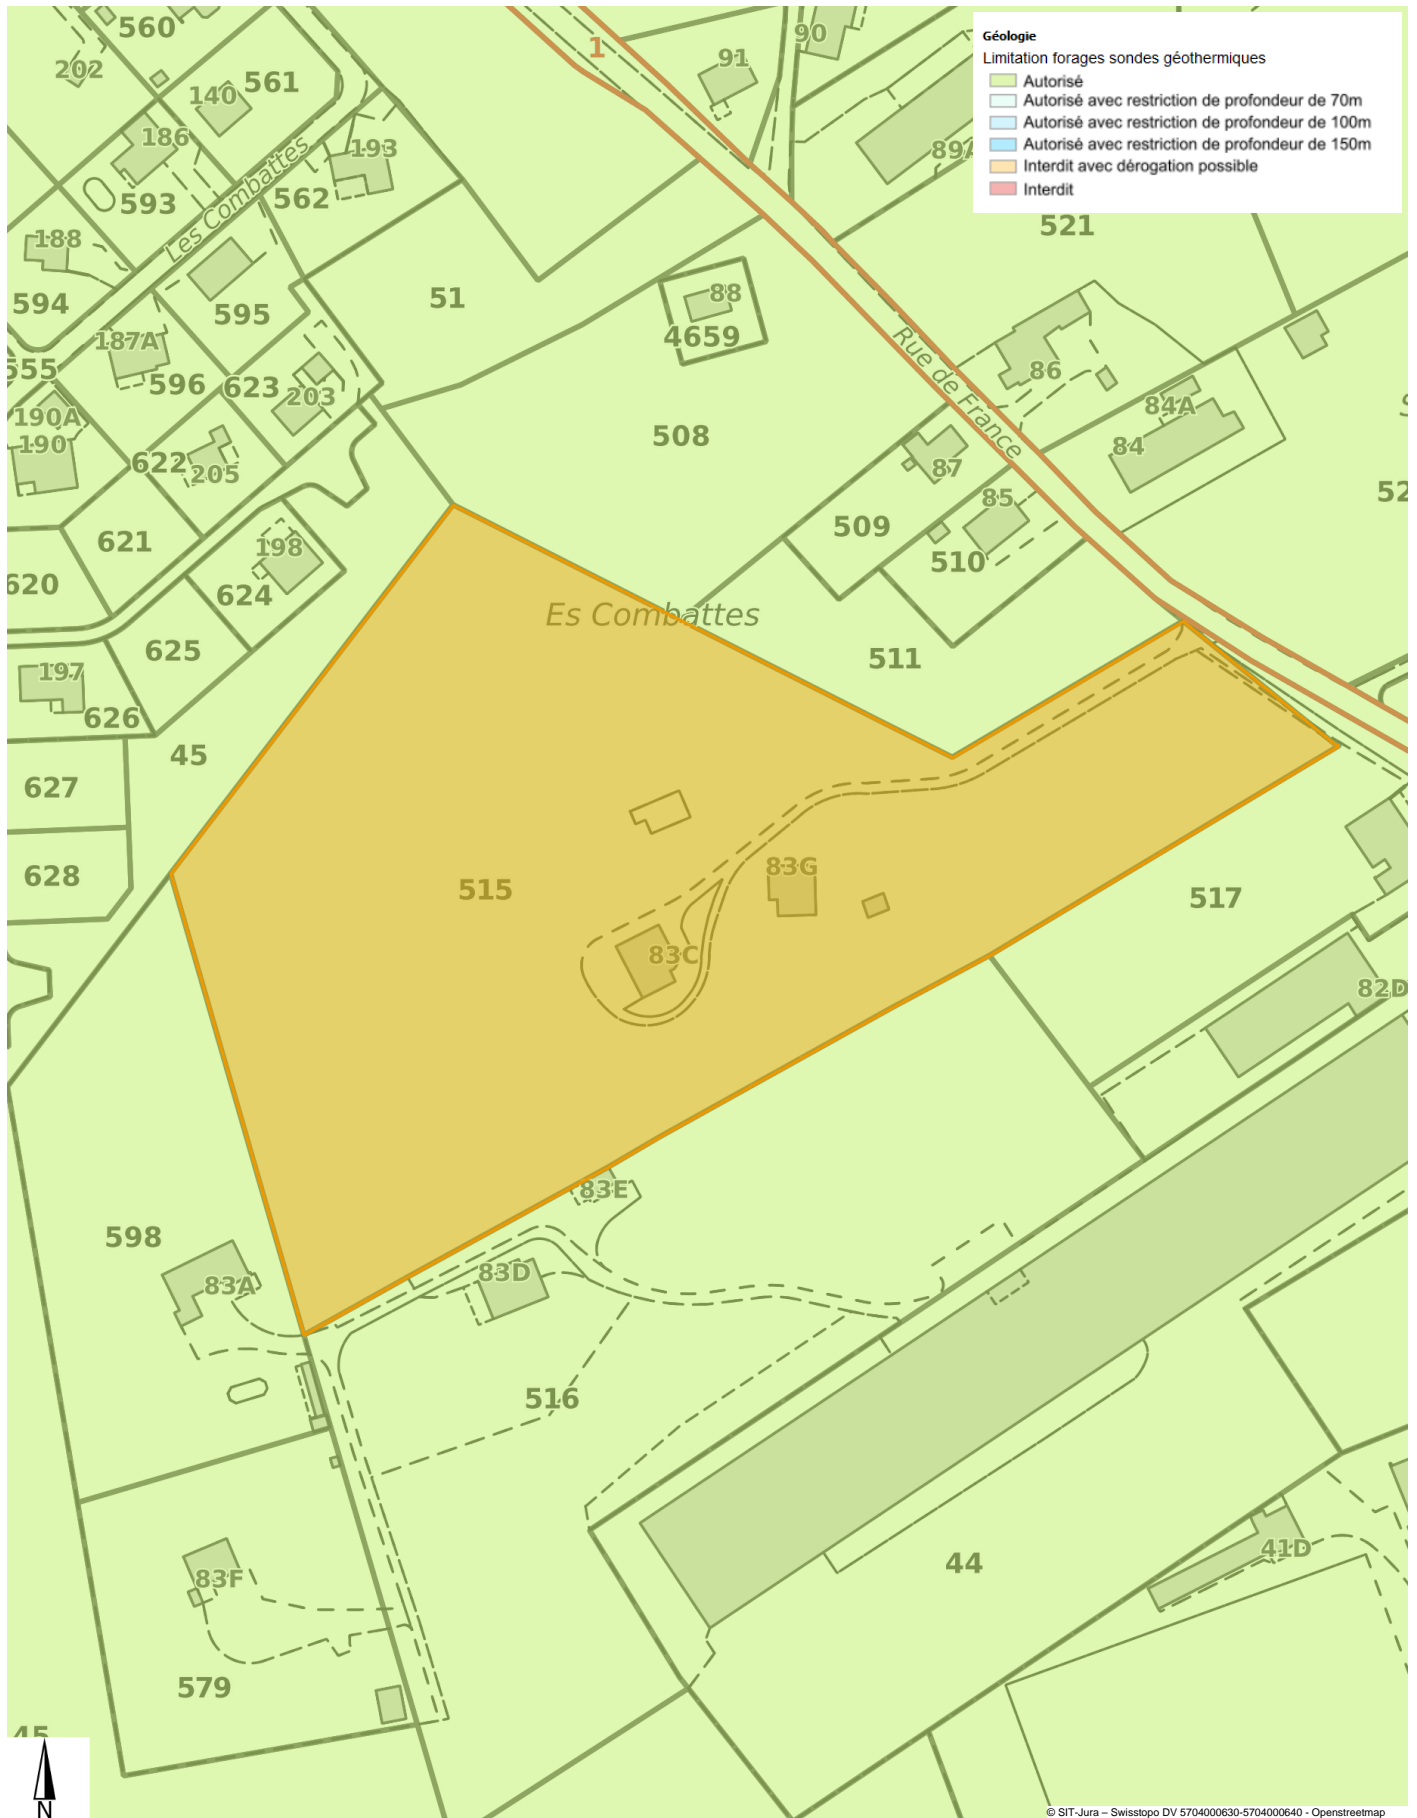 Géologie
Limitation forages sondes géothermiques
Autorisé
Autorisé avec restriction de profondeur de 70m
Autorisé avec restriction de profondeur de 100m
Autorisé avec restriction de profondeur de 150m
Interdit avec dérogation possible
Interdit
560
202
561
140
186
193
Les Combattes
593
562
188
594
595
187A
555
596
623
203
190A
190
622
205
621
198
620
624
625
197
626
45
627
628
1
90
91
89A
521
51
88
4659
508
Rue de France
86
84A
84
87
85
52
509
510
Es Combattes
511
515
83G
83C
517
82D
83E
598
83A
83D
516
83F
579
45
44
41D
N
© SIT-Jura – Swisstopo DV 5704000630-5704000640 - Openstreetmap